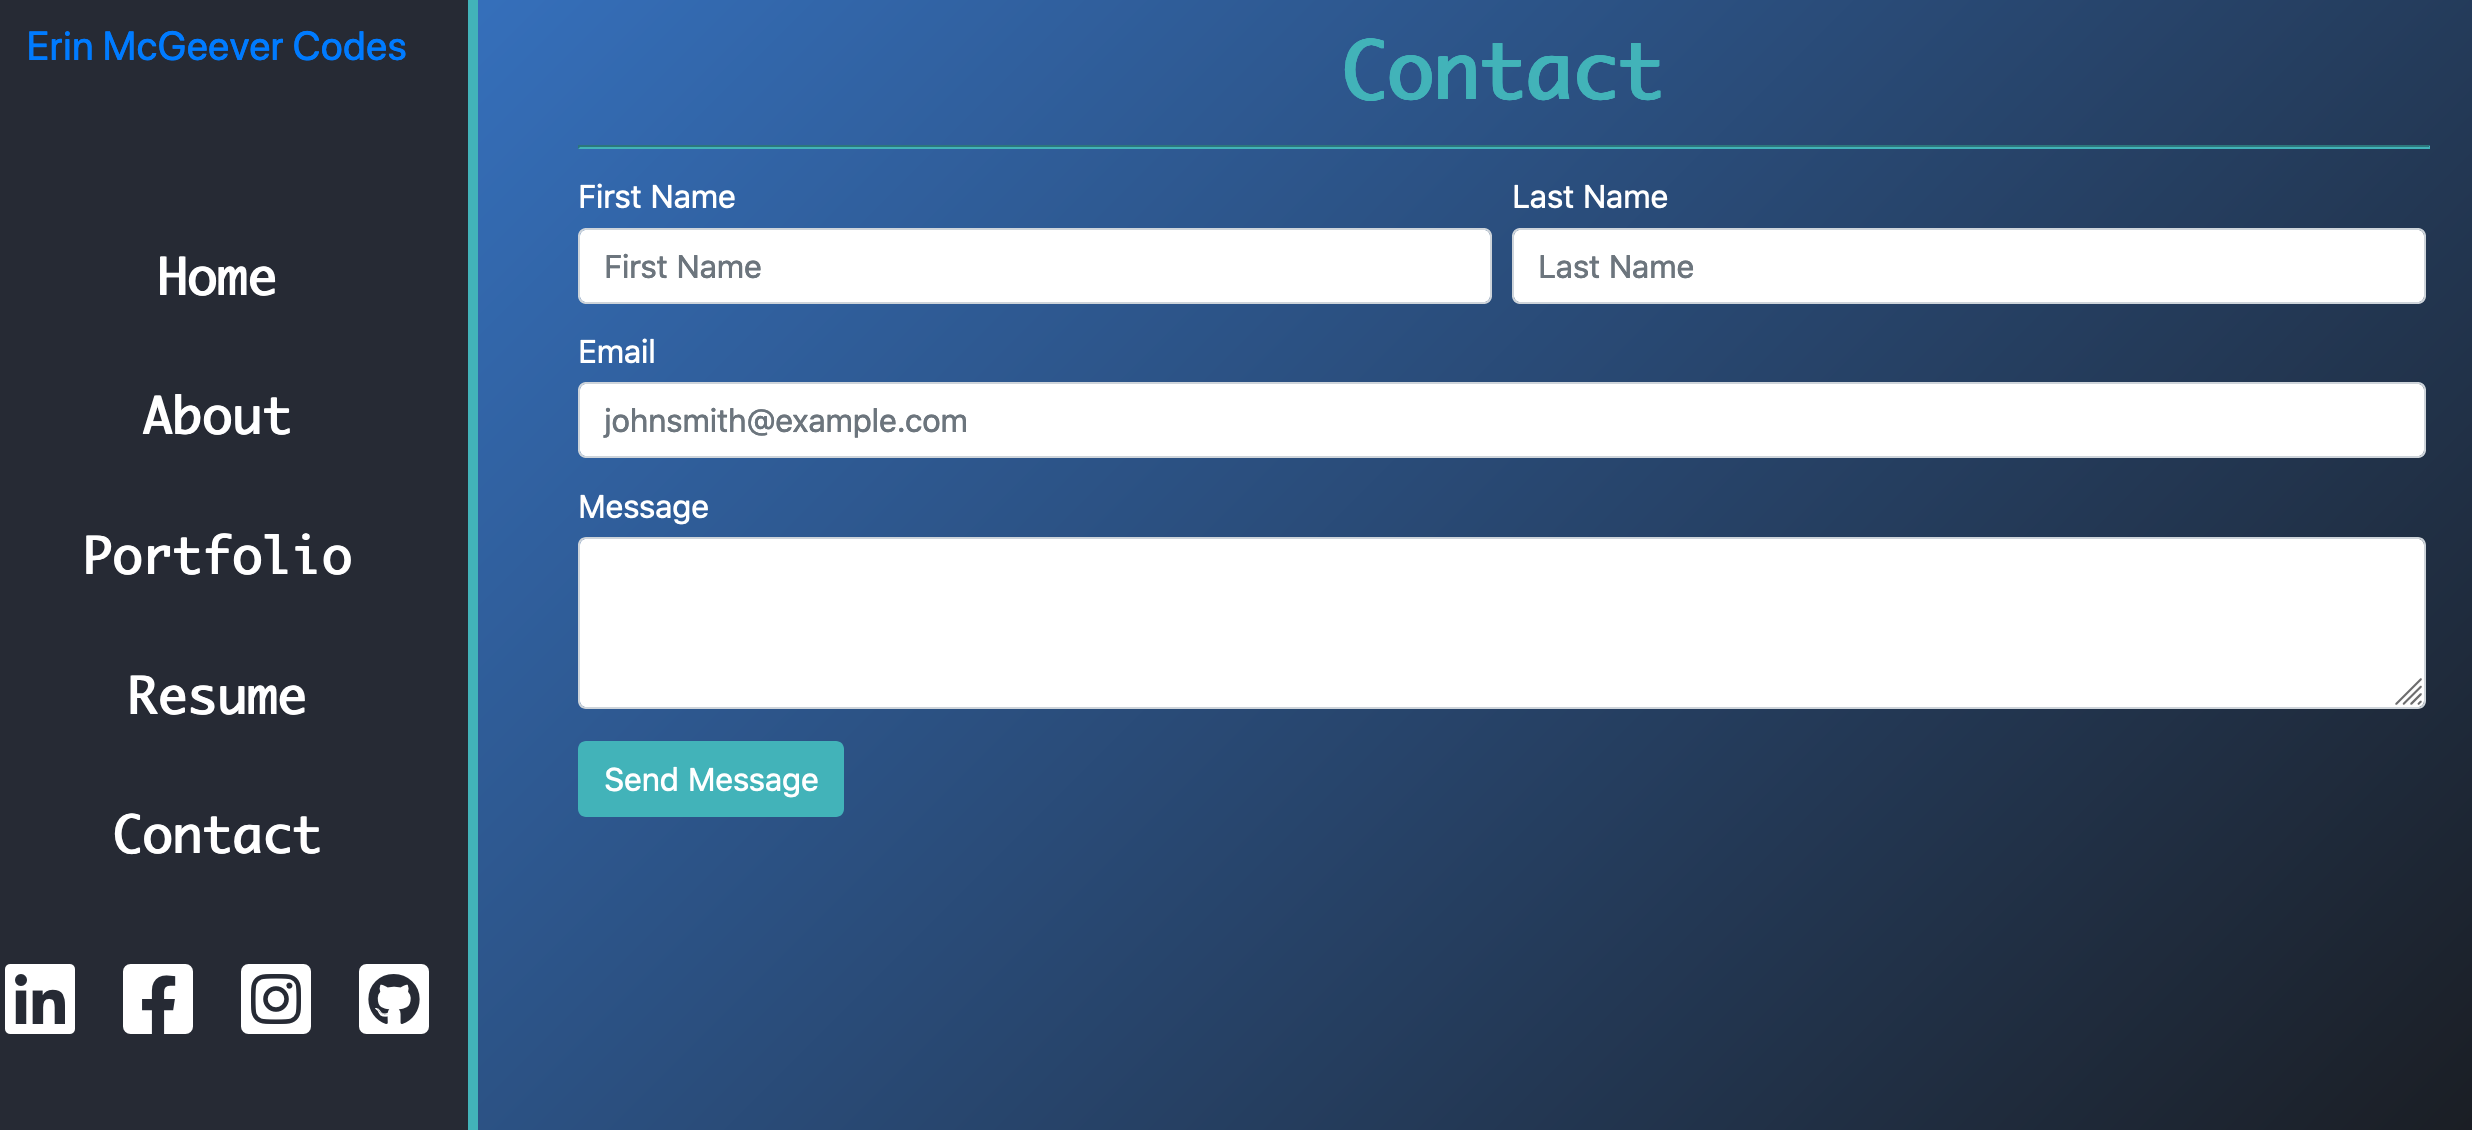 Erin McGeever Codes
Home
About
Portfolio
Resume
Contact
in
Contact
First Name
Last Name
First Name
Last Name
Email
johnsmith@example.com
Message
Send Message